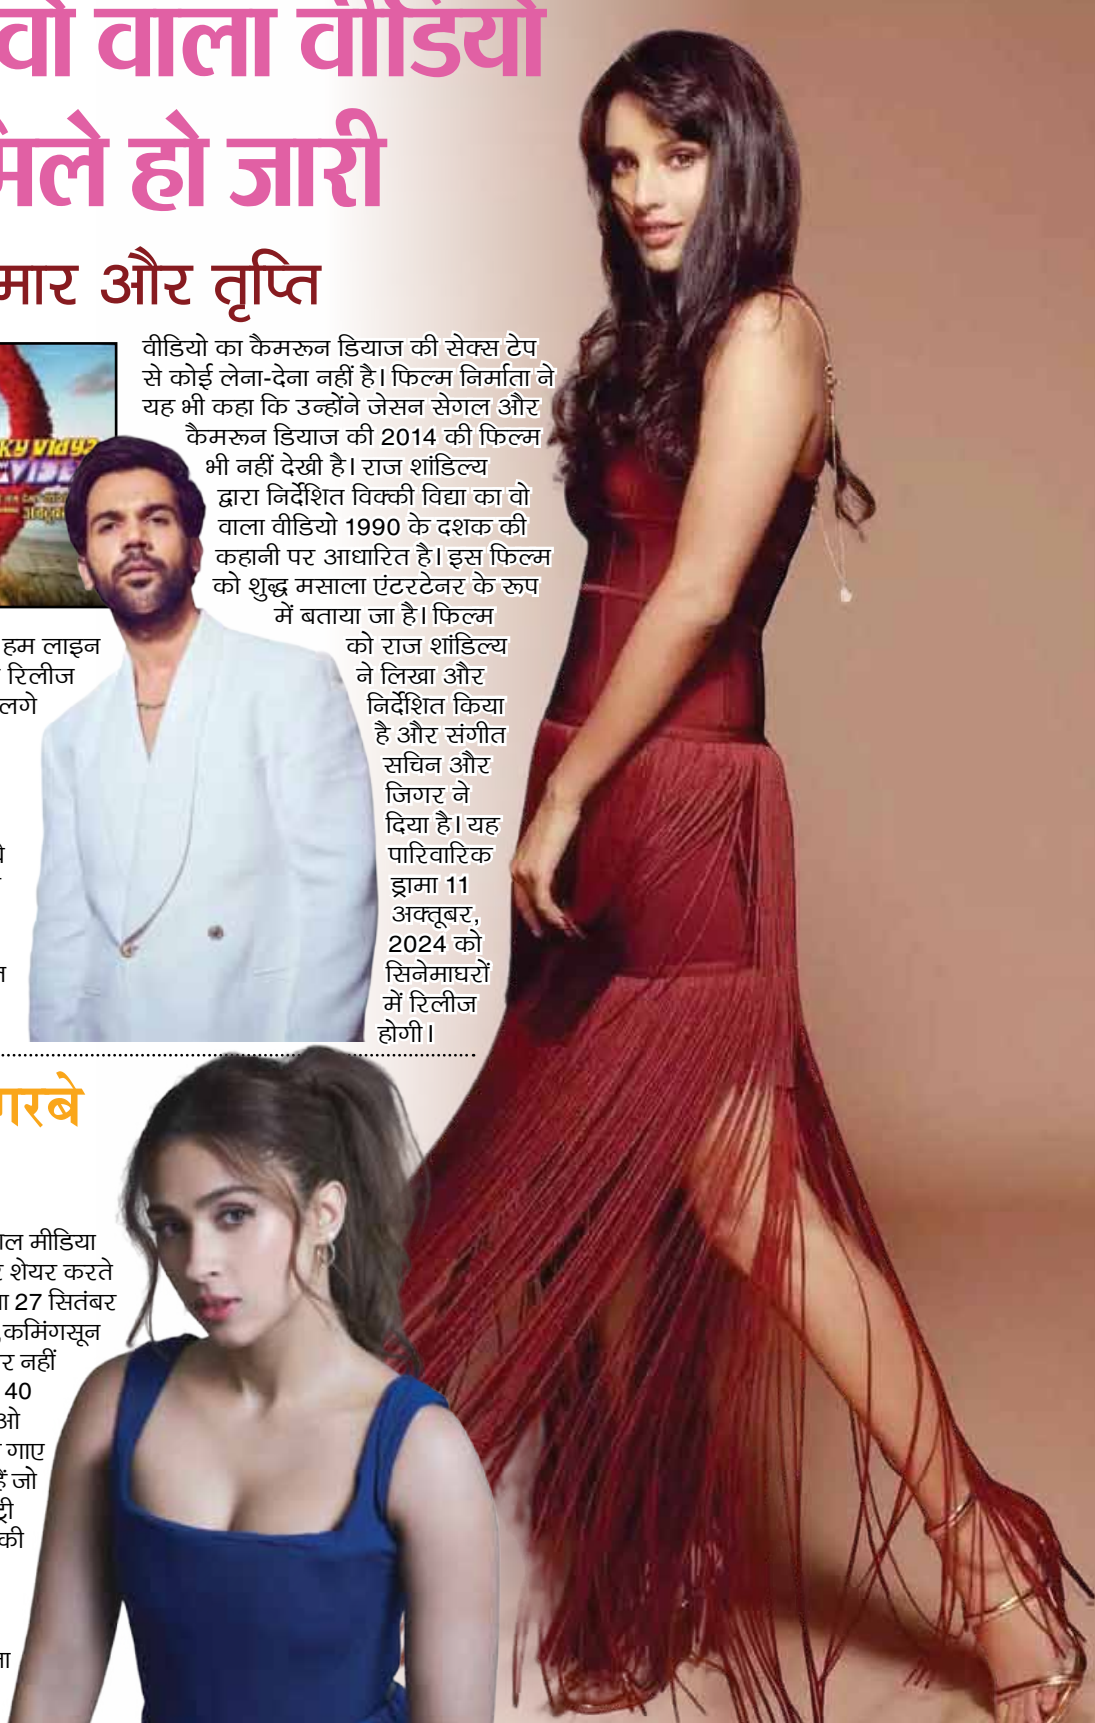 वो वाला वीडियो
मिले हो जारी
मार और तृप्ति
वीडियो का कैमरून डियाज की सेक्स टेप
से कोई लेना-देना नहीं है। फिल्म निर्माता ने
यह भी कहा कि उन्होंने जेसन सेगल और
कैमरून डियाज की 2014 की फिल्म
भी नहीं देखी है। राज शांडिल्य
द्वारा निर्देशित विक्की विद्या का वो
वाला वीडियो 1990 के दशक की
कहानी पर आधारित है। इस फिल्म
को शुद्ध मसाला एंटरटेनर के रूप
में बताया जा है। फिल्म
को राज शांडिल्य
ने लिखा और
निर्देशित किया
है और संगीत
सचिन और
जिगर ने
दिया है। यह
पारिवारिक
ड्रामा 11
अक्तूबर,
2024 को
सिनेमाघरों
में रिलीज
होगी।
हम लाइन
रिलीज
लगे
गरबे
ल मीडिया
शेयर करते
27 सितंबर
कमिंगसून
र नहीं
40
ओ
गाए
हैं जो
की